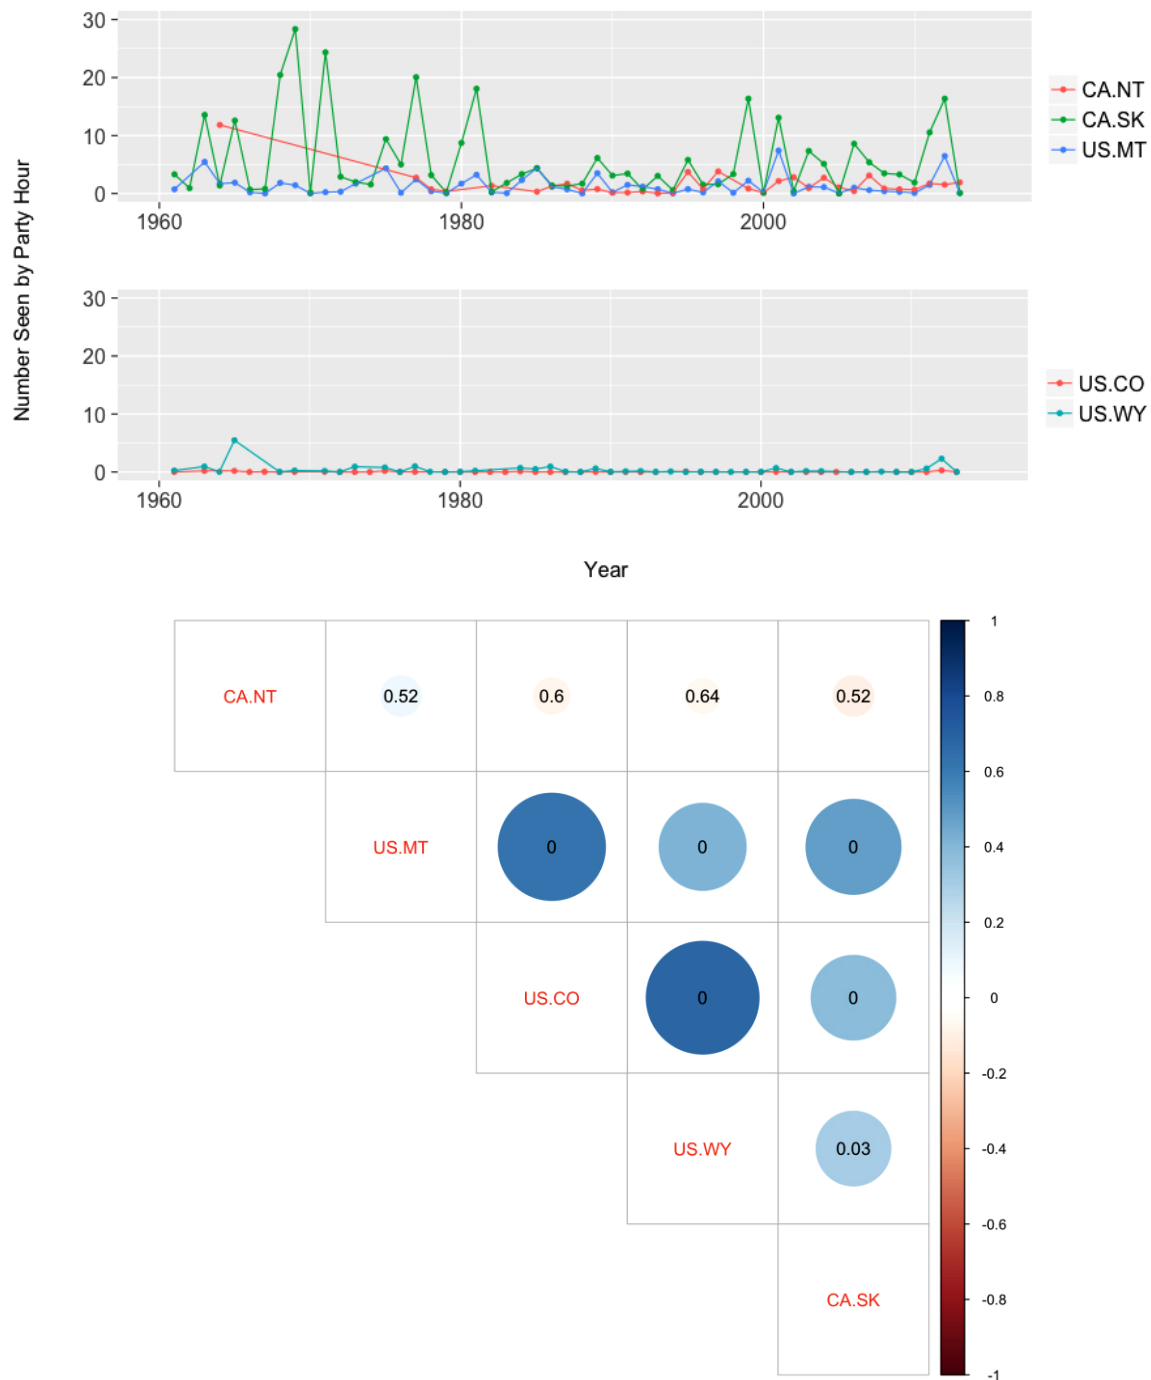 Number Seen by Party Hour
30
20
10
0
1960 1980 2000
CA.NT
CA.SK
US.MT
30
20
10
0
1960 1980 2000
US.CO
US.WY
Year
CA.NT 0.52 0.6 0.64 0.52
US.MT 0 0 0
US.CO 0 0
US.WY 0.03
CA.SK
1
0.8
0.6
0.4
0.2
0
-0.2
-0.4
-0.6
-0.8
-1